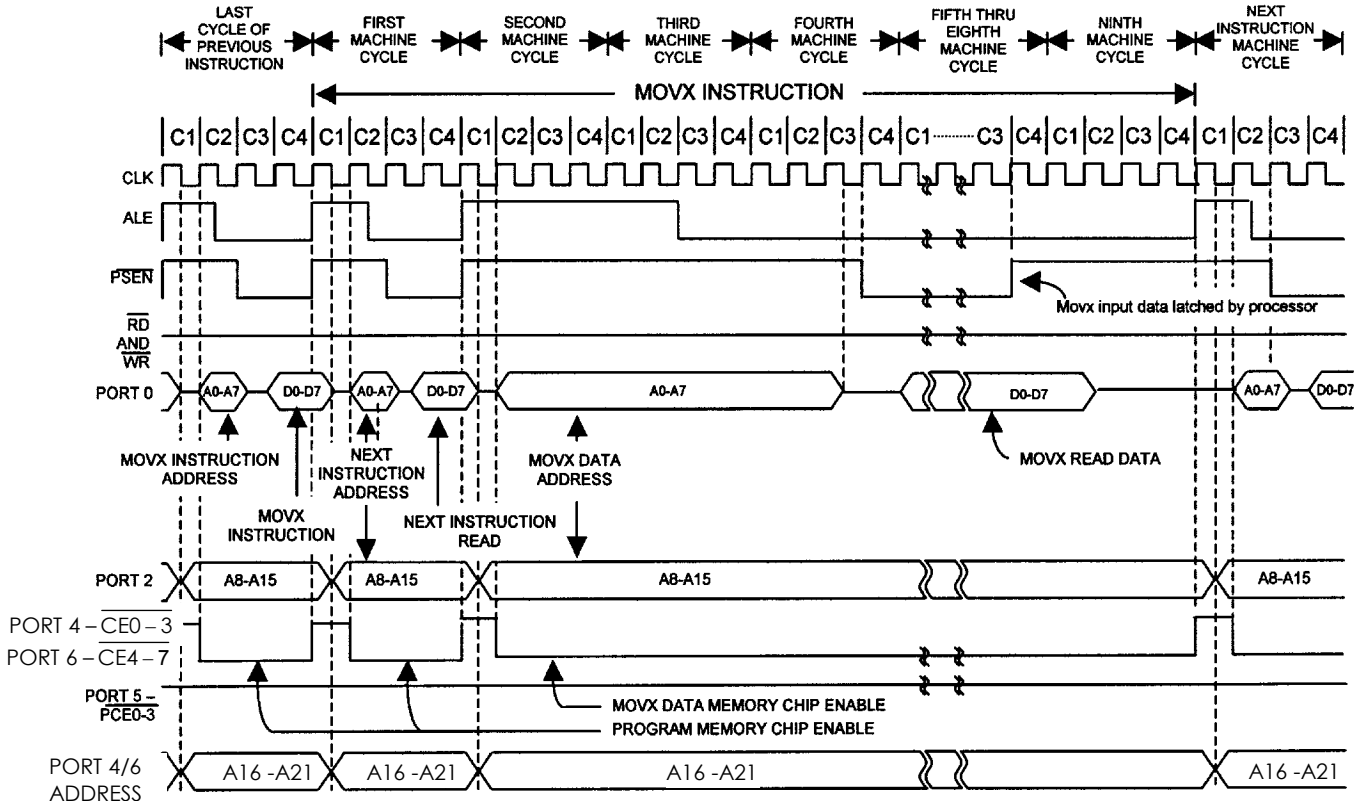 LAST
CYCLE OF
PREVIOUS
INSTRUCTION
FIRST
MACHINE
CYCLE
SECOND
MACHINE
CYCLE
THIRD
MACHINE
CYCLE
FOURTH
MACHINE
CYCLE
FIFTH THRU
EIGHTH
MACHINE
CYCLE
NINTH
MACHINE
CYCLE
NEXT
INSTRUCTION
MACHINE
CYCLE
MOVX INSTRUCTION
C1 C2 C3 C4 C1 C2 C3 C4 C1 C2 C3 C4 C1 C2 C3 C4 C1 C2 C3 C4 C1 ........ C3 C4 C1 C2 C3 C4 C1 C2 C3 C4
CLK
ALE
PSEN
Movx input data latched by processor
RD
AND
WR
PORT 0 A0-A7 D0-D7 A0-A7 D0-D7 A0-A7 D0-D7 A0-A7 D0-D7
MOVX INSTRUCTION
ADDRESS
NEXT
INSTRUCTION
ADDRESS
MOVX DATA
ADDRESS
MOVX READ DATA
MOVX
INSTRUCTION
NEXT INSTRUCTION
READ
PORT 2 A8-A15 A8-A15 A8-A15 A8-A15
PORT 4 – CE0 – 3
PORT 6 – CE4 – 7
PORT 5 –
PCE0-3
MOVX DATA MEMORY CHIP ENABLE
PROGRAM MEMORY CHIP ENABLE
PORT 4/6
ADDRESS
A16 -A21 A16 -A21 A16 -A21 A16 -A21